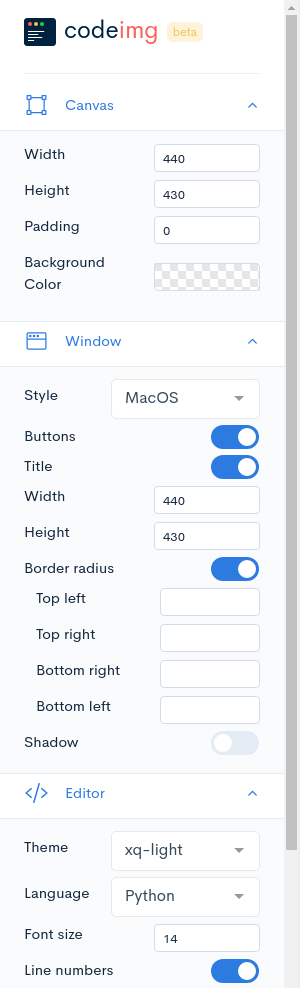 codeimg beta
Canvas
Width 440
Height 430
Padding 0
Background
Color
Window
Style MacOS
Buttons
Title
Width 440
Height 430
Border radius
Top left
Top right
Bottom right
Bottom left
Shadow
</> Editor
Theme xq-light
Language Python
Font size 14
Line numbers